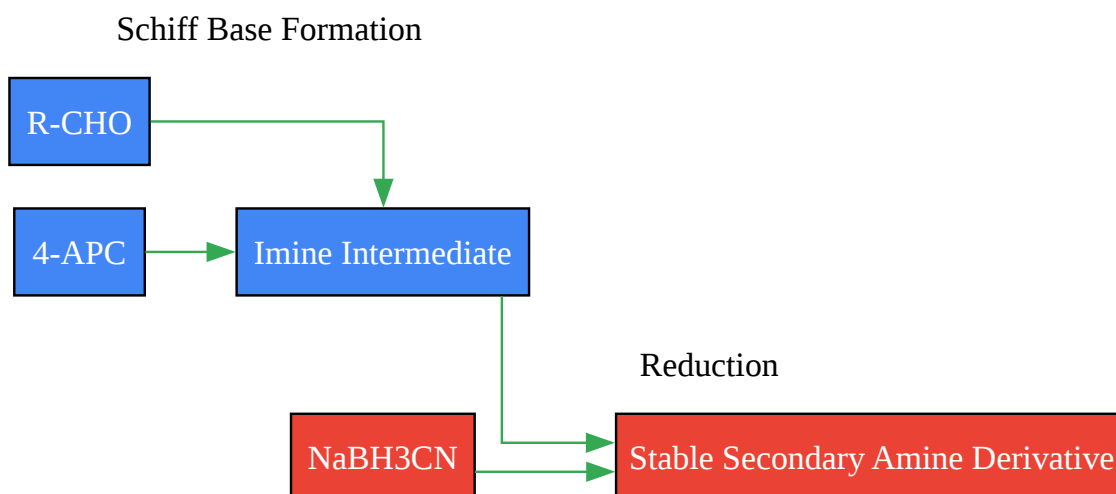 Schiff Base Formation
R-CHO
4-APC
Imine Intermediate
Reduction
NaBH3CN
Stable Secondary Amine Derivative